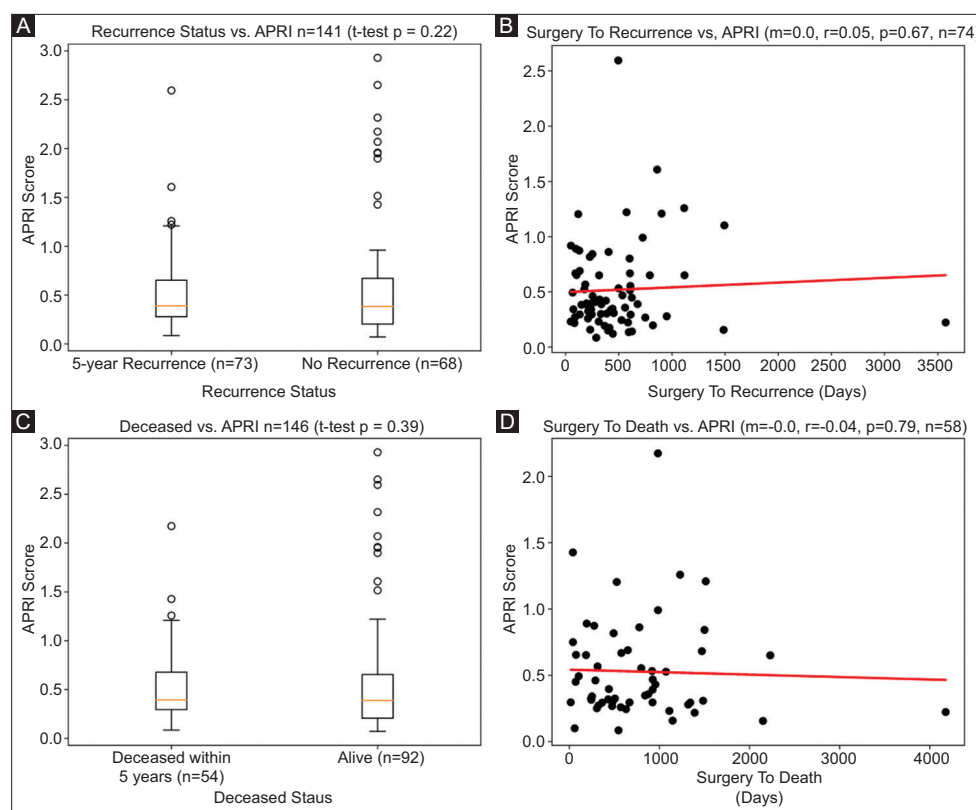 A
Recurrence Status vs. APRI n=141 (t-test p = 0.22)
3.0
2.5
2.0
1.5
1.0
0.5
0.0
APRI Scrore
5-year Recurrence (n=73)
No Recurrence (n=68)
Recurrence Status
B
Surgery To Recurrence vs, APRI (m=0.0, r=0.05, p=0.67, n=74
2.5
2.0
1.5
1.0
0.5
0.0
APRI Scrore
0 500 1000 1500 2000 2500 3000 3500
Surgery To Recurrence (Days)
C
Deceased vs. APRI n=146 (t-test p = 0.39)
3.0
2.5
2.0
1.5
1.0
0.5
0.0
APRI Scrore
Deceased within
5 years (n=54)
Alive (n=92)
Deceased Staus
D
Surgery To Death vs. APRI (m=-0.0, r=-0.04, p=0.79, n=58)
2.0
1.5
1.0
0.5
0.0
APRI Scrore
0 1000 2000 3000 4000
Surgery To Death
(Days)